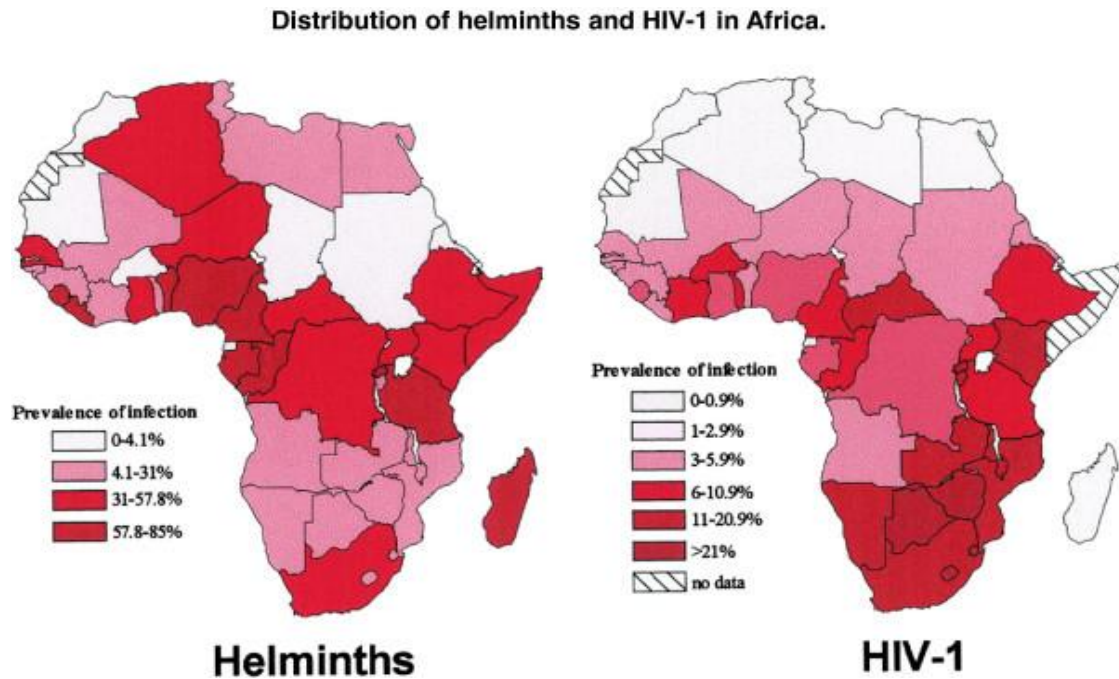 Distribution of helminths and HIV-1 in Africa.
Prevalence of infection
0-4.1%
4.1-31%
31-57.8%
57.8-85%
Helminths
Prevalence of infection
0-0.9%
1-2.9%
3-5.9%
6-10.9%
11-20.9%
>21%
no data
HIV-1